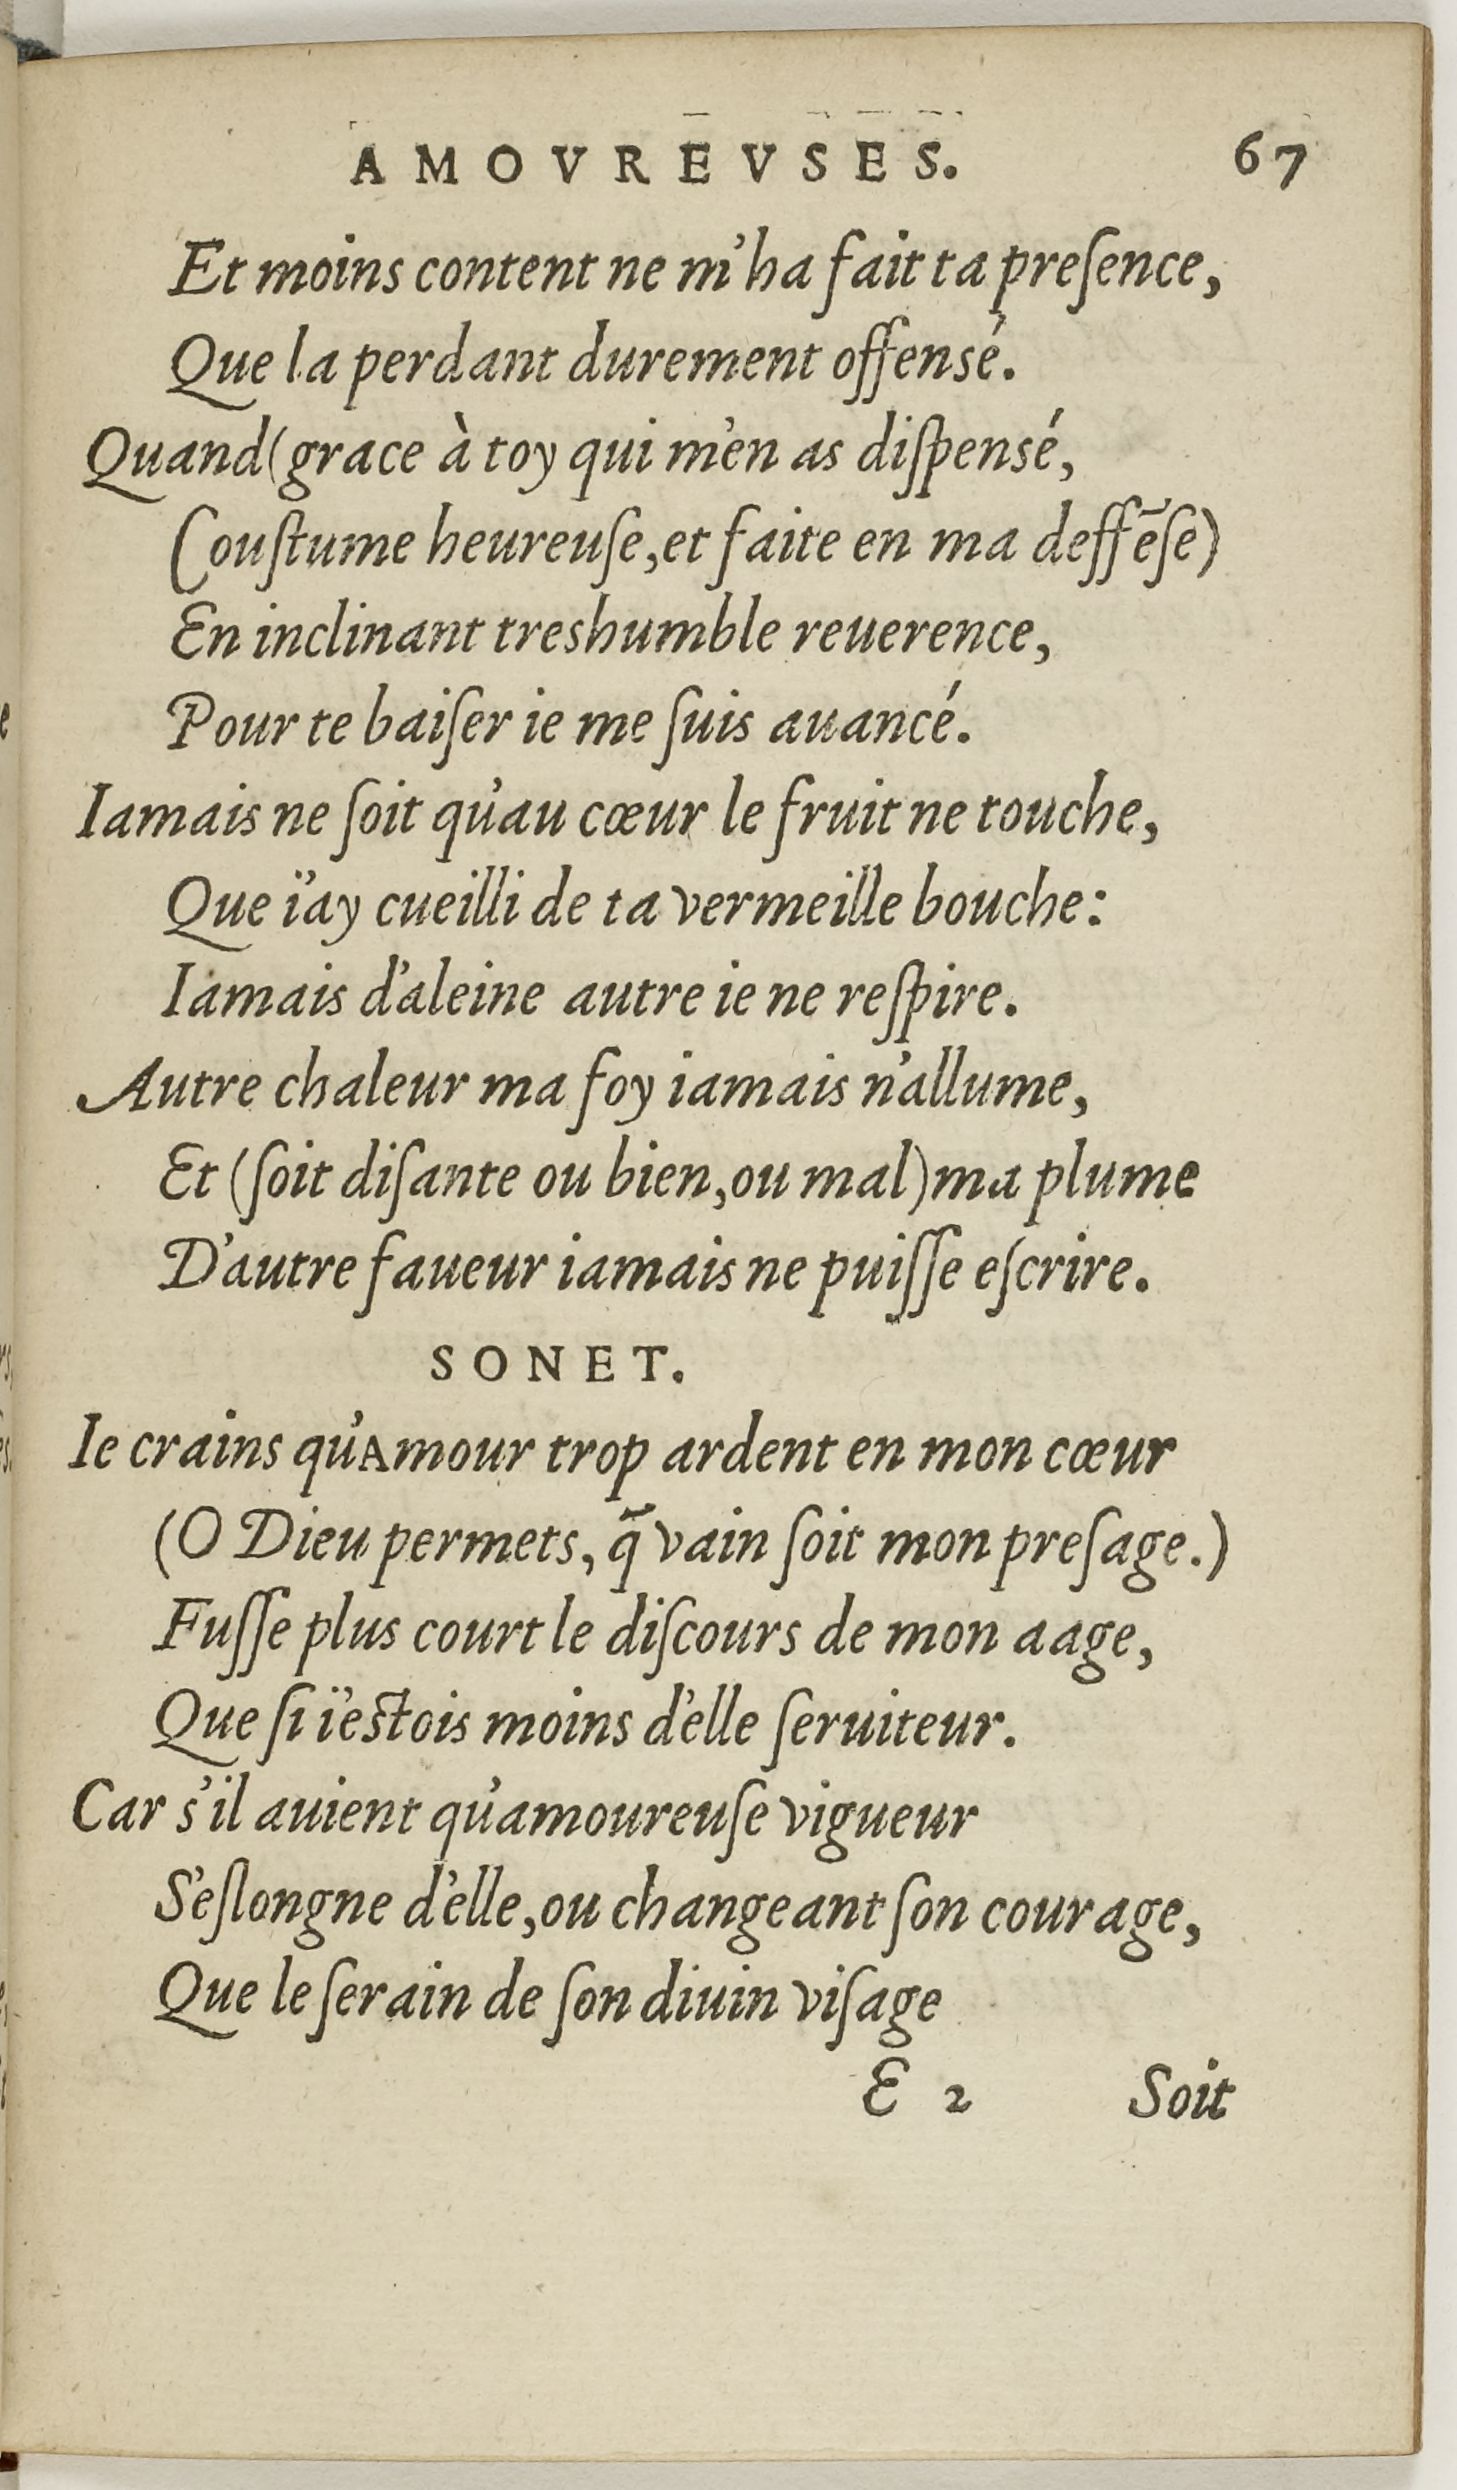 AMOVREVSES. 67
Et moins content ne m'ha fait ta preſence,
Que la perdant durement offensé.
Quand (grace à toy qui m'en as diſpensé,
Couſtume heureuſe, et faite en ma deffēſe)
En inclinant treshumble reuerence,
Pour te baiſer ie me ſuis auancé.
Iamais ne ſoit qu'au cœur le fruit ne touche,
Que i'ay cueilli de ta vermeille bouche:
Iamais d'aleine autre ie ne reſpire.
Autre chaleur ma foy iamais n'allume,
Et (ſoit diſante ou bien, ou mal) ma plume
D'autre faueur iamais ne puiſſe eſcrire.
SONET.
Ie crains qu'Amour trop ardent en mon cœur
(O Dieu permets, q̃ vain ſoit mon preſage.)
Fuſſe plus court le diſcours de mon aage,
Que ſi i'eſtois moins d'elle ſeruiteur.
Car s'il auient qu'amoureuſe vigueur
S'eſlongne d'elle, ou changeant ſon courage,
Que le ſerain de ſon diuin viſage
E 2 Soit